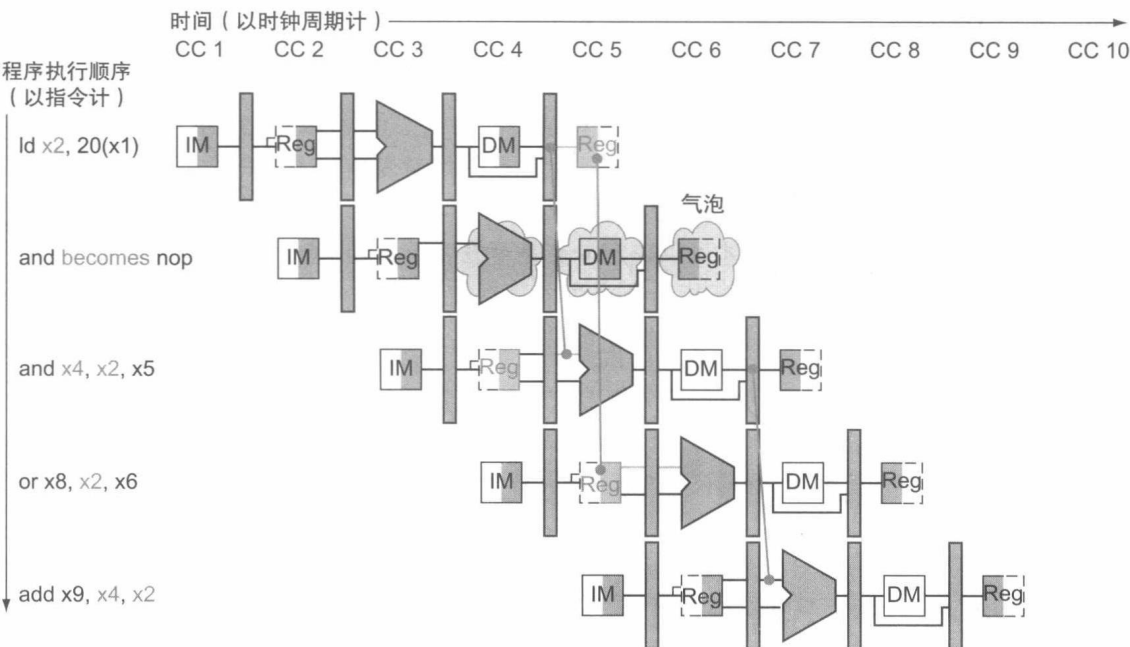 时间（以时钟周期计）
CC 1 CC 2 CC 3 CC 4 CC 5 CC 6 CC 7 CC 8 CC 9 CC 10
程序执行顺序
（以指令计）
ld x2, 20(x1)
IM Reg DM Reg
气泡
and becomes nop
IM Reg DM Reg
and x4, x2, x5
IM Reg DM Reg
or x8, x2, x6
IM Reg DM Reg
add x9, x4, x2
IM Reg DM Reg